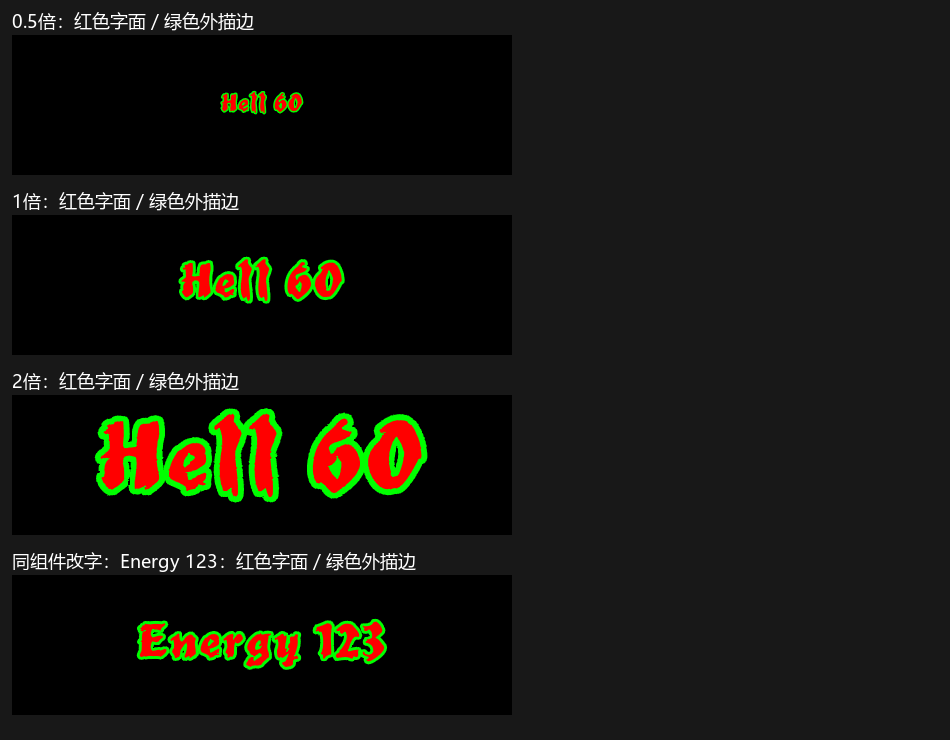 0.5倍：红色字面 / 绿色外描边
Hell 60
1倍：红色字面 / 绿色外描边
Hell 60
2倍：红色字面 / 绿色外描边
Hell 60
同组件改字：Energy 123：红色字面 / 绿色外描边
Energy 123